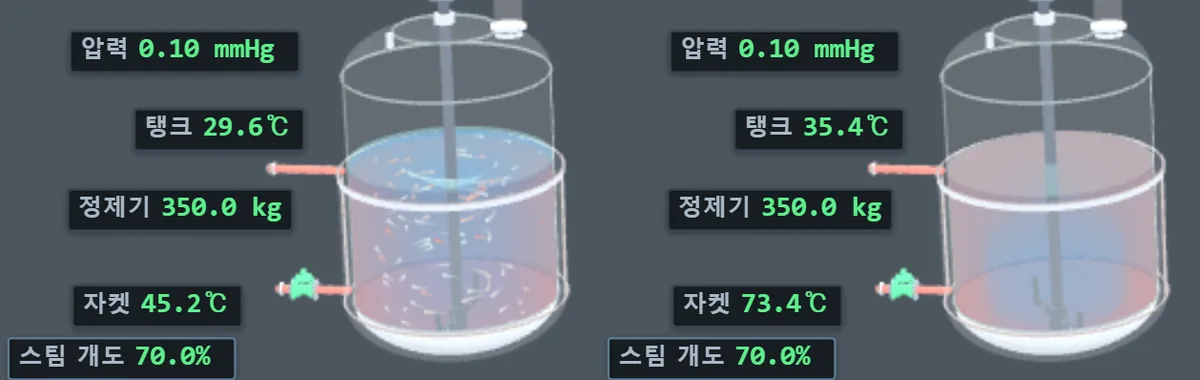 압력 0.10 mmHg
탱크 29.6℃
정제기 350.0 kg
자켓 45.2℃
스팀 개도 70.0%
압력 0.10 mmHg
탱크 35.4℃
정제기 350.0 kg
자켓 73.4℃
스팀 개도 70.0%